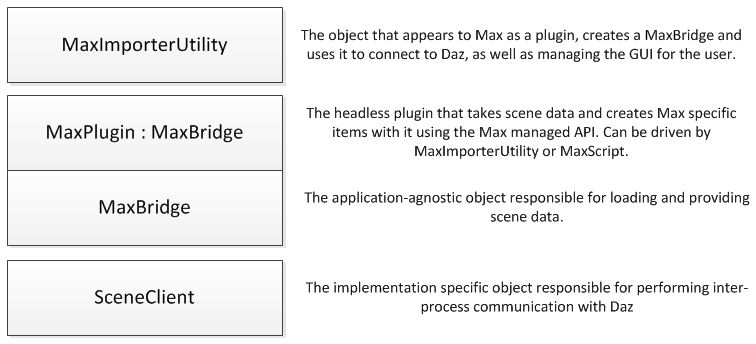 MaxImporterUtility
The object that appears to Max as a plugin, creates a MaxBridge and
uses it to connect to Daz, as well as managing the GUI for the user.
MaxPlugin : MaxBridge
The headless plugin that takes scene data and creates Max specific
items with it using the Max managed API. Can be driven by
MaxImporterUtility or MaxScript.
MaxBridge
The application-agnostic object responsible for loading and providing
scene data.
SceneClient
The implementation specific object responsible for performing inter-
process communication with Daz